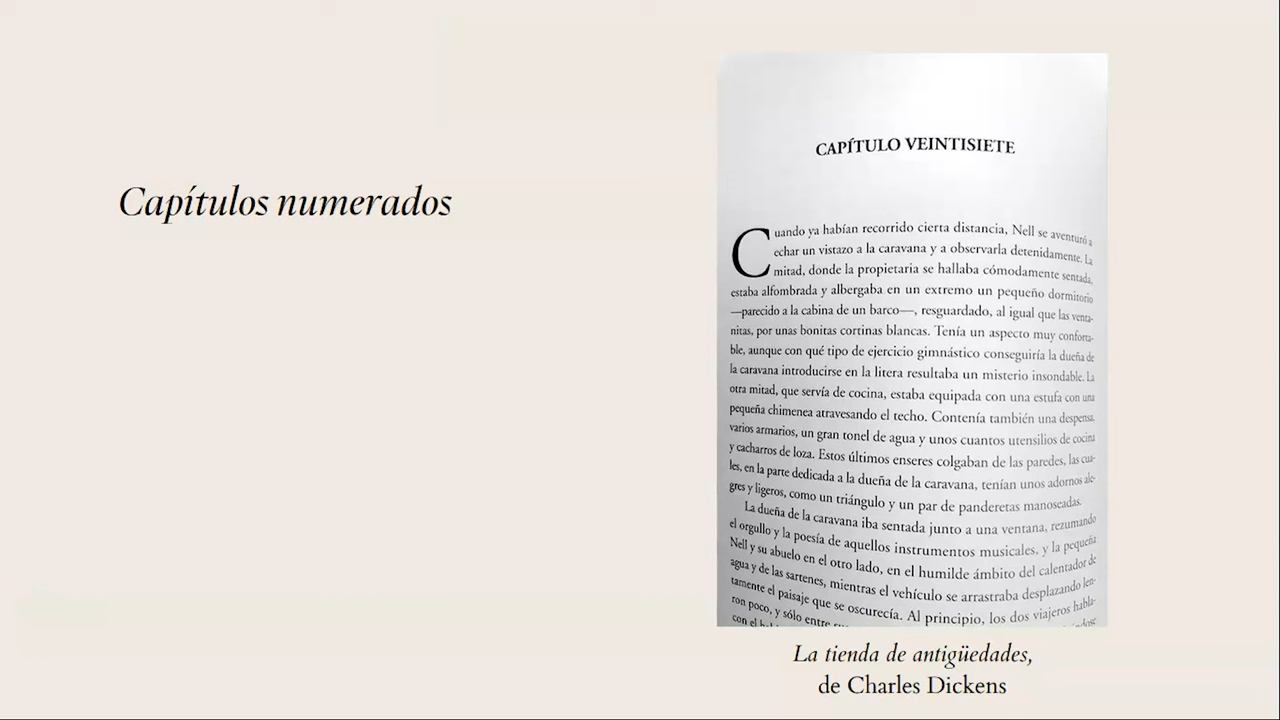 Capítulos numerados
CAPÍTULO VEINTISIETE
Cuando ya habían recorrido cierta distancia, Nell se aventuró a
echar un vistazo a la caravana y a observarla detenidamente. La
mitad, donde la propietaria se hallaba cómodamente sentada,
estaba alfombrada y albergaba en un extremo un pequeño dormitorio
—parecido a la cabina de un barco—, resguardado, al igual que las venta-
nitas, por unas bonitas cortinas blancas. Tenía un aspecto muy conforta-
ble, aunque con qué tipo de ejercicio gimnástico conseguiría la dueña de
la caravana introducirse en la litera resultaba un misterio insondable. La
otra mitad, que servía de cocina, estaba equipada con una estufa con una
pequeña chimenea atravesando el techo. Contenía también una despensa,
varios armarios, un gran tonel de agua y unos cuantos utensilios de cocina
y cacharros de loza. Estos últimos enseres colgaban de las paredes, las cua-
les, en la parte dedicada a la dueña de la caravana, tenían unos adornos ale-
gres y ligeros, como un triángulo y un par de panderetas manoseadas.
La dueña de la caravana iba sentada junto a una ventana, rezumando
el orgullo y la poesía de aquellos instrumentos musicales, y la pequeña
Nell y su abuelo en el otro lado, en el humilde ámbito del calentador de
agua y de las sartenes, mientras el vehículo se arrastraba desplazando len-
tamente el paisaje que se oscurecía. Al principio, los dos viajeros habla-
ron poco, y sólo entre
con el
La tienda de antigüedades,
de Charles Dickens